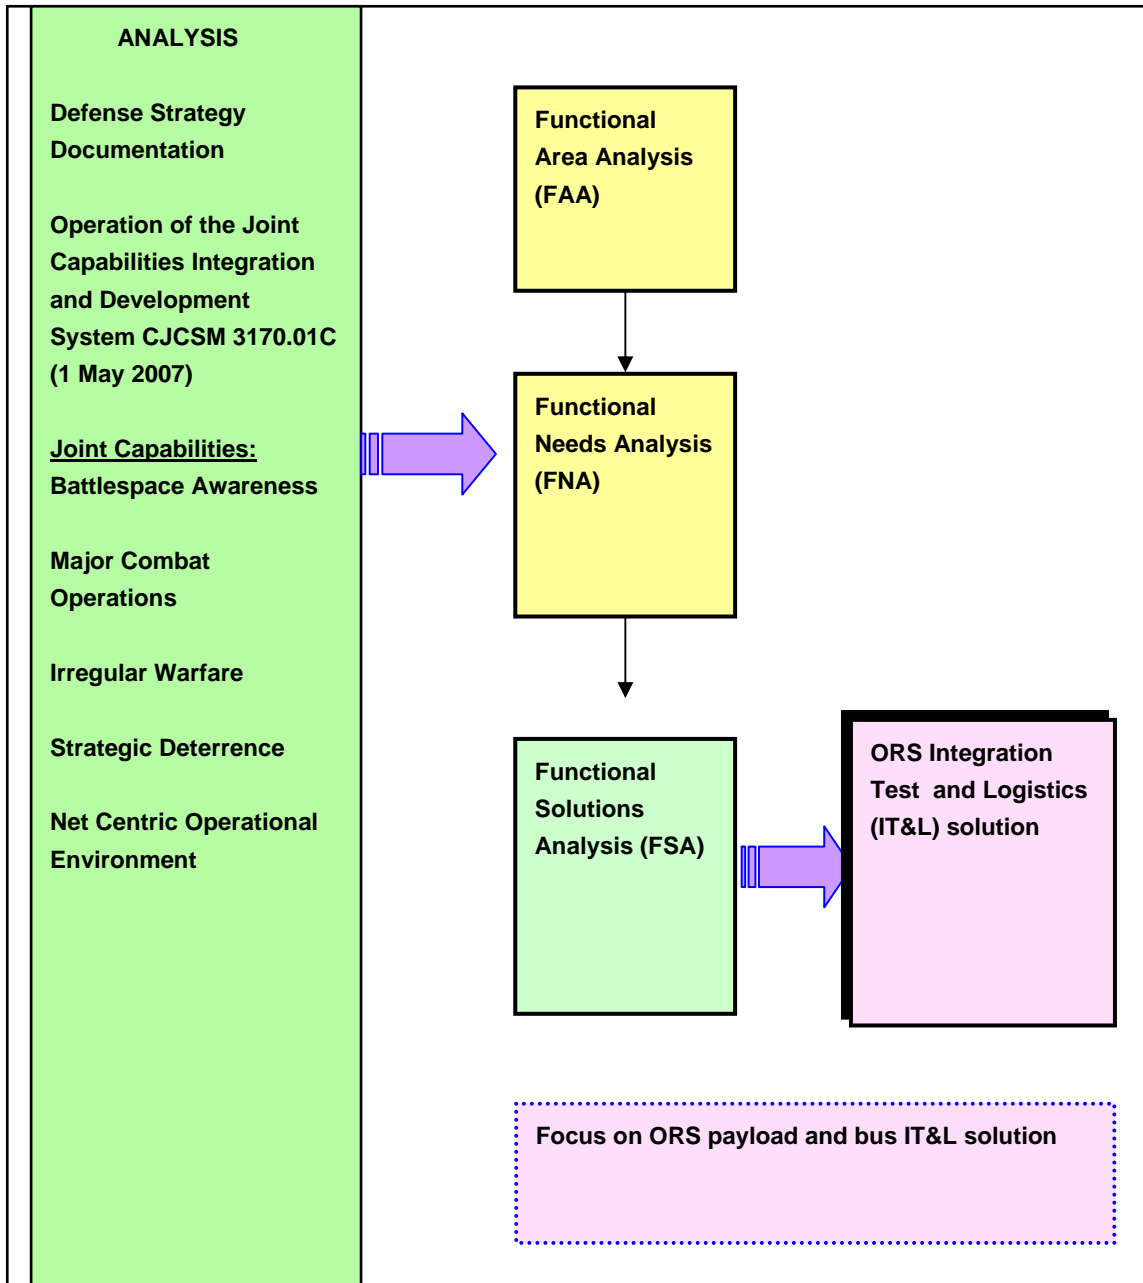 ANALYSIS
Defense Strategy
Documentation
Operation of the Joint
Capabilities Integration
and Development
System CJCSM 3170.01C
(1 May 2007)
Joint Capabilities:
Battlespace Awareness
Major Combat
Operations
Irregular Warfare
Strategic Deterrence
Net Centric Operational
Environment
Functional
Area Analysis
(FAA)
Functional
Needs Analysis
(FNA)
Functional
Solutions
Analysis (FSA)
ORS Integration
Test  and Logistics
(IT&L) solution
Focus on ORS payload and bus IT&L solution